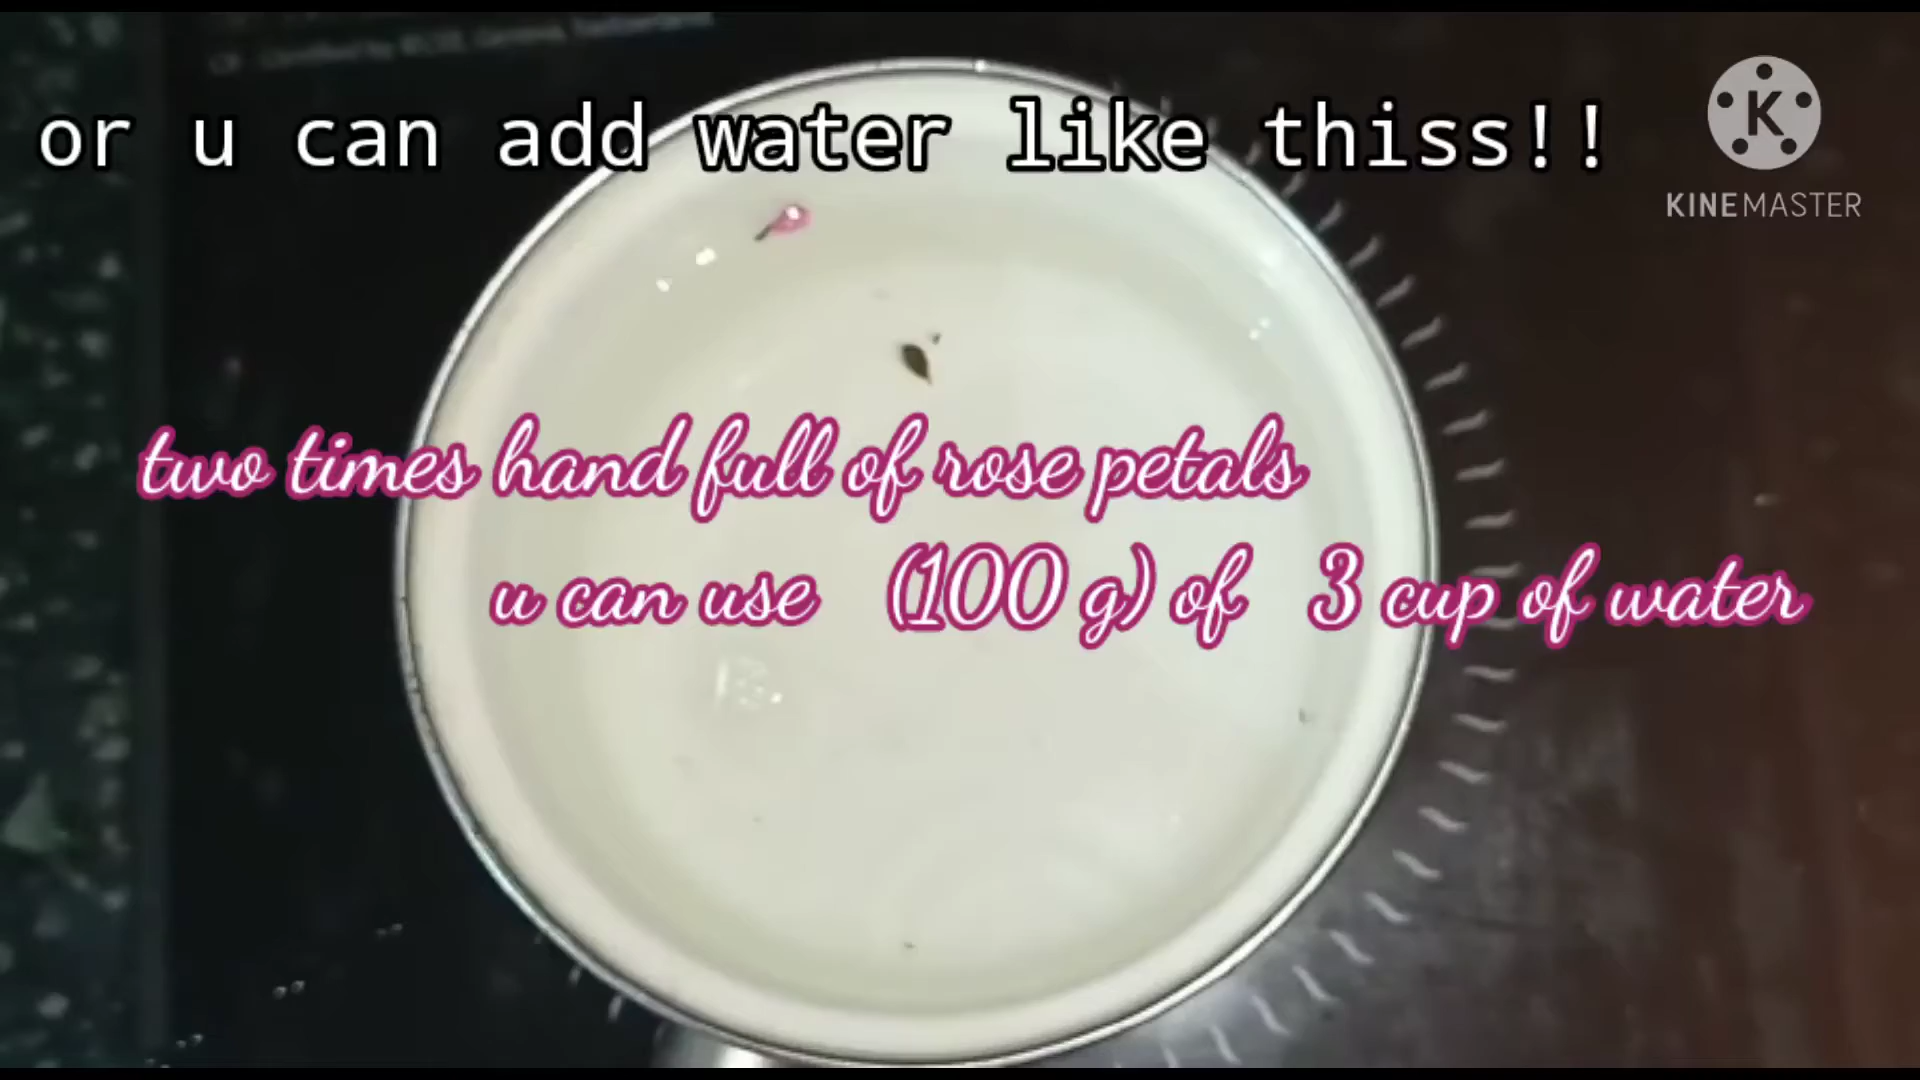 or u can add water like thiss!!
KINEMASTER
two times hand full of rose petals
u can use (100 g) of 3 cup of water